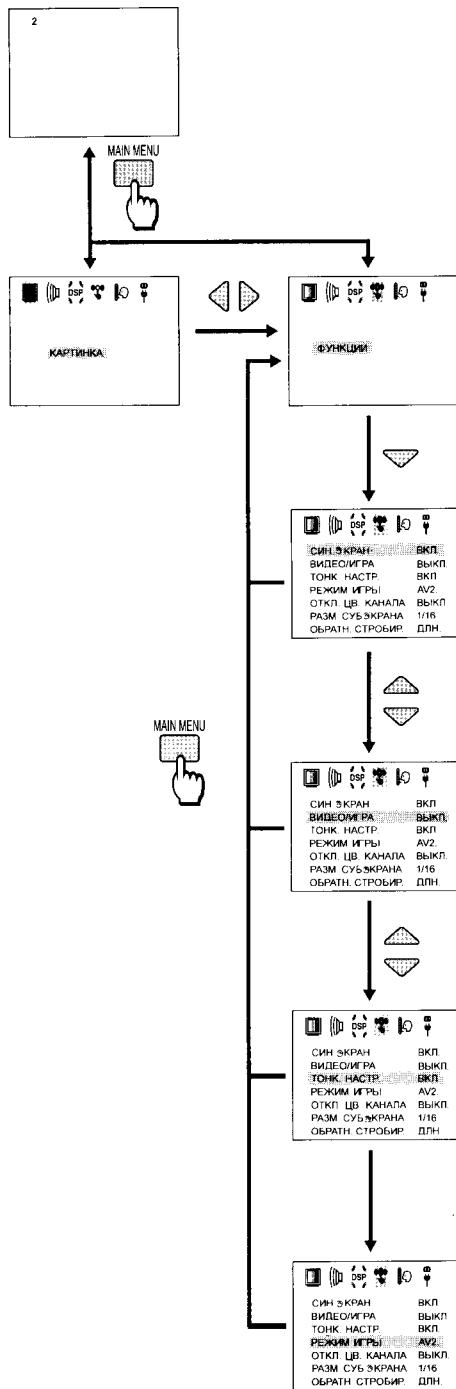 2
MAIN MENU
DSP DSP
КАРТИНКА
ФУНКЦИИ
DSP
СИН. ЭКРАН ВКЛ.
ВИДЕО/ИГРА ВЫКЛ.
ТОНК. НАСТР. ВКЛ
РЕЖИМ ИГРЫ AV2.
ОТКЛ. ЦВ. КАНАЛА ВЫКЛ
РАЗМ СУБЭКРАНА 1/16
ОБРАТН. СТРОБИР. ДЛН.
MAIN MENU
DSP
СИН ЭКРАН ВКЛ
ВИДЕО/ИГРА ВЫКЛ.
ТОНК. НАСТР. ВКЛ
РЕЖИМ ИГРЫ AV2.
ОТКЛ. ЦВ. КАНАЛА ВЫКЛ.
РАЗМ СУБЭКРАНА 1/16
ОБРАТН. СТРОБИР. ДЛН.
DSP
СИН ЭКРАН ВКЛ.
ВИДЕО/ИГРА ВЫКЛ.
ТОНК. НАСТР. ВКЛ
РЕЖИМ ИГРЫ AV2.
ОТКЛ ЦВ. КАНАЛА ВЫКЛ.
РАЗМ СУБЭКРАНА 1/16
ОБРАТН СТРОБИР. ДЛН
DSP
СИН ЭКРАН ВКЛ
ВИДЕО/ИГРА ВЫКЛ
ТОНК. НАСТР. ВКЛ.
РЕЖИМ ИГРЫ AV2.
ОТКЛ. ЦВ. КАНАЛА ВЫКЛ.
РАЗМ СУБ ЭКРАНА 1/16
ОБРАТН СТРОБИР. ДЛН.